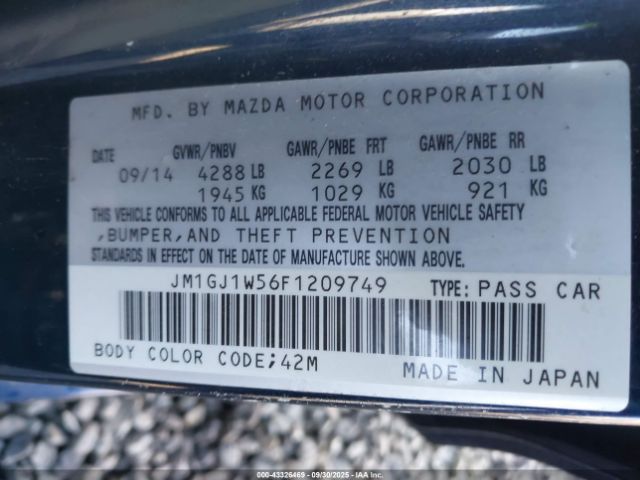 MFD. BY MAZDA MOTOR CORPORATION
DATE GVWR/PNBV GAWR/PNBE FRT GAWR/PNBE RR
09/14 4288 LB 2269 LB 2030 LB
1945 KG 1029 KG 921 KG
THIS VEHICLE CONFORMS TO ALL APPLICABLE FEDERAL MOTOR VEHICLE SAFETY
,BUMPER,AND THEFT PREVENTION
STANDARDS IN EFFECT ON THE DATE OF MANUFACTURE SHOWN ABOVE.
JM1GJ1W56F1209749 TYPE: PASS CAR
BODY COLOR CODE;42M
MADE IN JAPAN
000-43326469 - 09/30/2025 - IAAI.CA